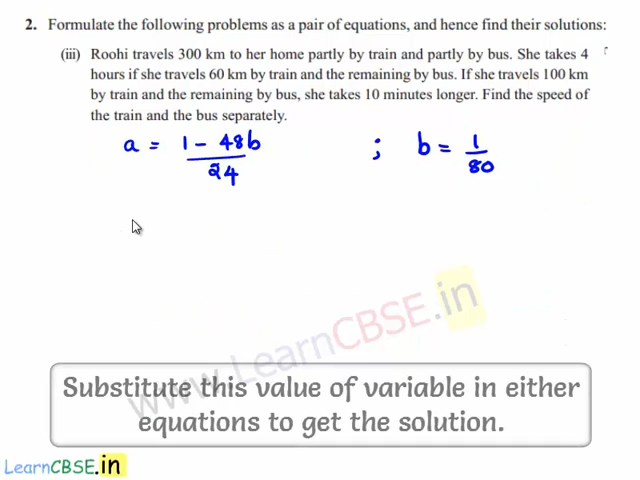 2. Formulate the following problems as a pair of equations, and hence find their solutions:
(iii) Roohi travels 300 km to her home partly by train and partly by bus. She takes 4
hours if she travels 60 km by train and the remaining by bus. If she travels 100 km
by train and the remaining by bus, she takes 10 minutes longer. Find the speed of
the train and the bus separately.
a = 1 - 48b / 24 ; b = 1 / 80
www.LearnCBSE.in
Substitute this value of variable in either
equations to get the solution.
LearnCBSE.in